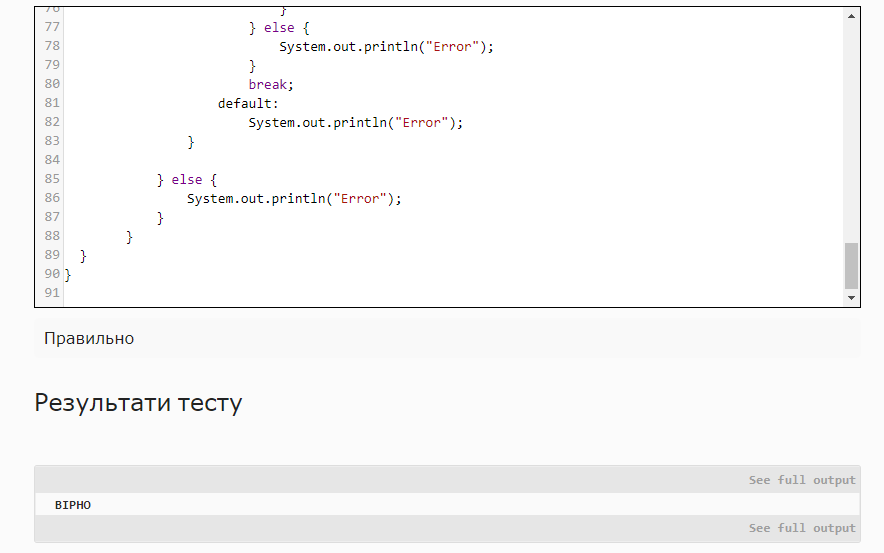 76 }
77 } else {
78 System.out.println("Error");
79 }
80 break;
81 default:
82 System.out.println("Error");
83 }
84
85 } else {
86 System.out.println("Error");
87 }
88 }
89 }
90 }
91
Правильно
Результати тесту
See full output
ВІРНО
See full output